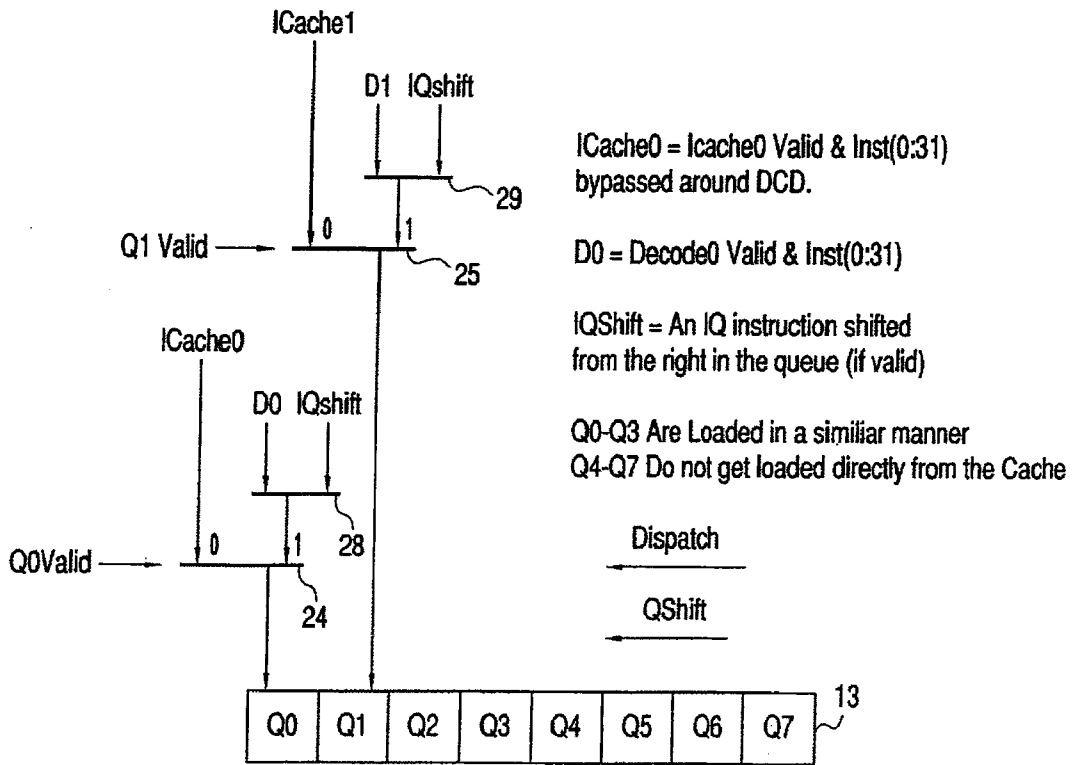 ICache1
D1 IQshift
29
0 1
Q1 Valid
25
ICache0
D0 IQshift
28
0 1
Q0Valid
24
ICache0 = Icache0 Valid & Inst(0:31)
bypassed around DCD.
D0 = Decode0 Valid & Inst(0:31)
IQShift = An IQ instruction shifted
from the right in the queue (if valid)
Q0-Q3 Are Loaded in a similiar manner
Q4-Q7 Do not get loaded directly from the Cache
Dispatch
QShift
13
Q0 Q1 Q2 Q3 Q4 Q5 Q6 Q7